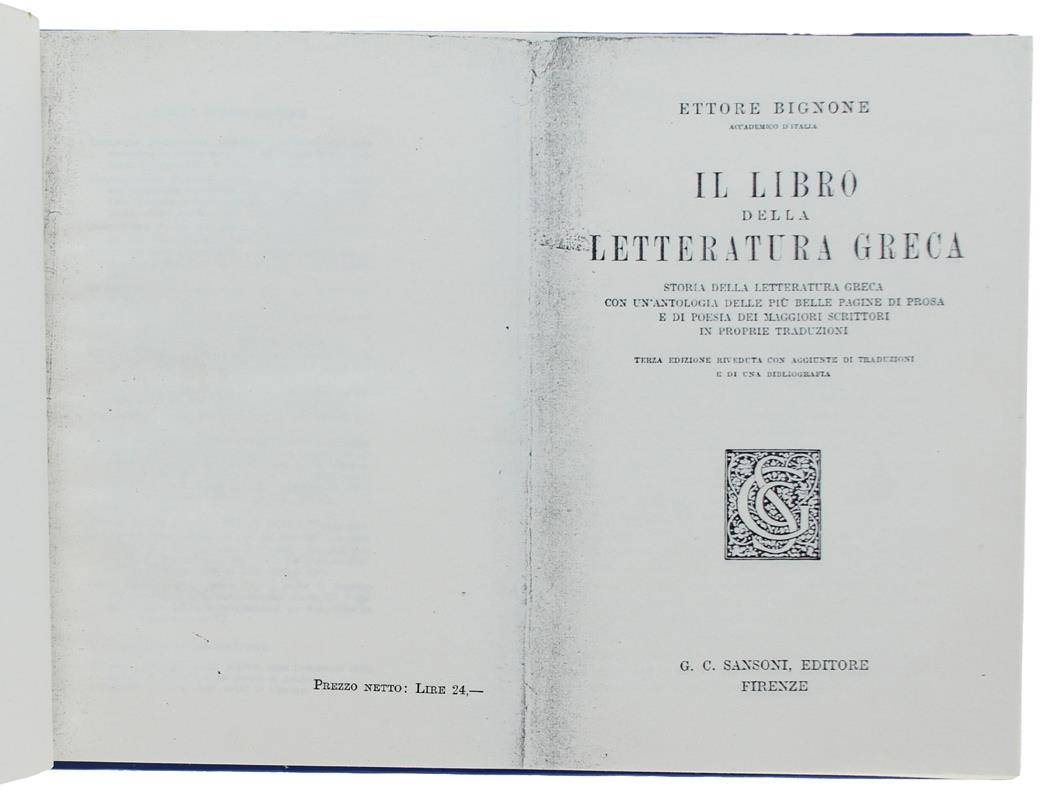 PREZZO NETTO: LIRE 24,—
ETTORE BIGNONE
ACCADEMICO D'ITALIA
IL LIBRO
DELLA
LETTERATURA GRECA
STORIA DELLA LETTERATURA GRECA
CON UN'ANTOLOGIA DELLE PIÙ BELLE PAGINE DI PROSA
E DI POESIA DEI MAGGIORI SCRITTORI
IN PROPRIE TRADUZIONI
TERZA EDIZIONE RIVEDUTA CON AGGIUNTE DI TRADUZIONI
E DI UNA BIBLIOGRAFIA
G. C. SANSONI, EDITORE
FIRENZE